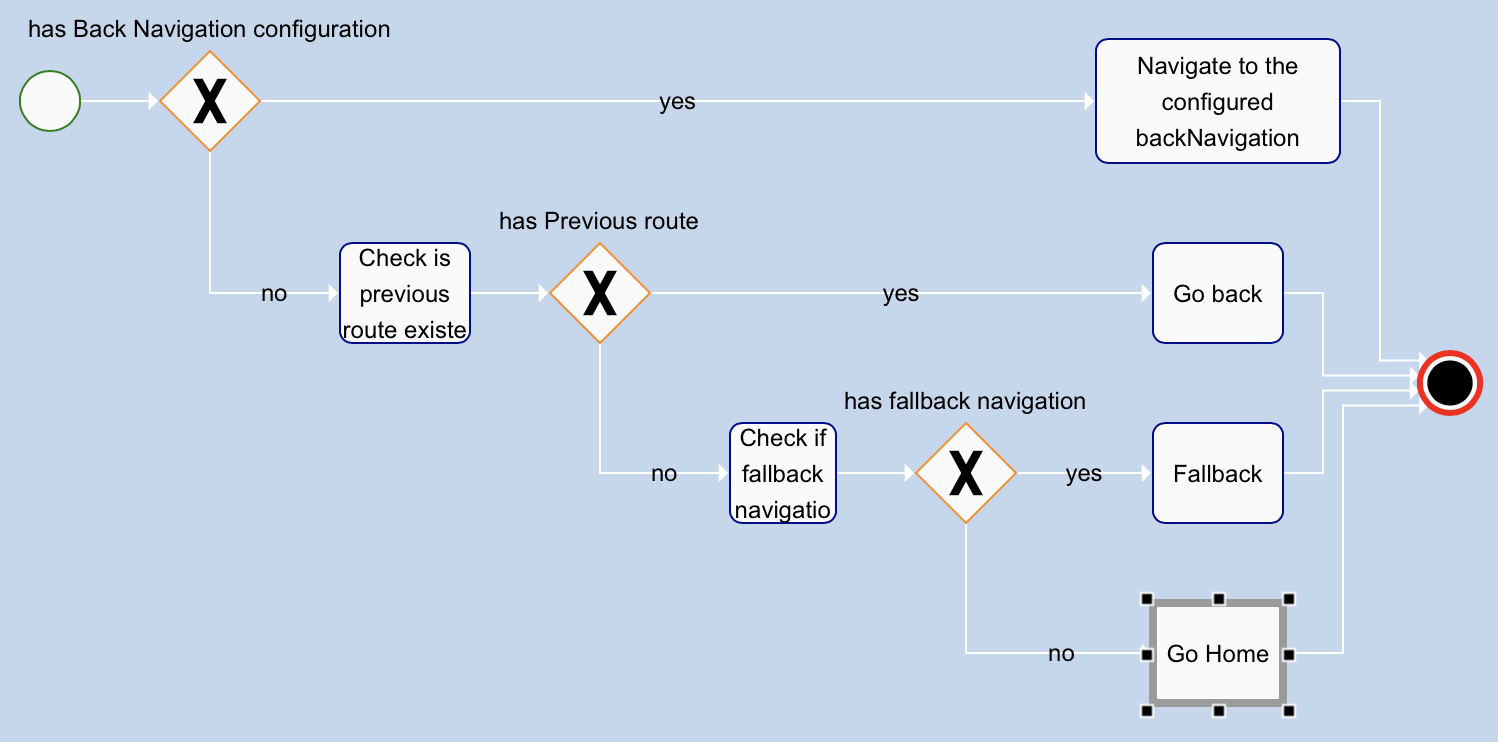 has Back Navigation configuration
X
yes
Navigate to the
configured
backNavigation
no
Check is
previous
route existe
has Previous route
X
yes
Go back
no
Check if
fallback
navigatio
has fallback navigation
X
yes
Fallback
no
Go Home